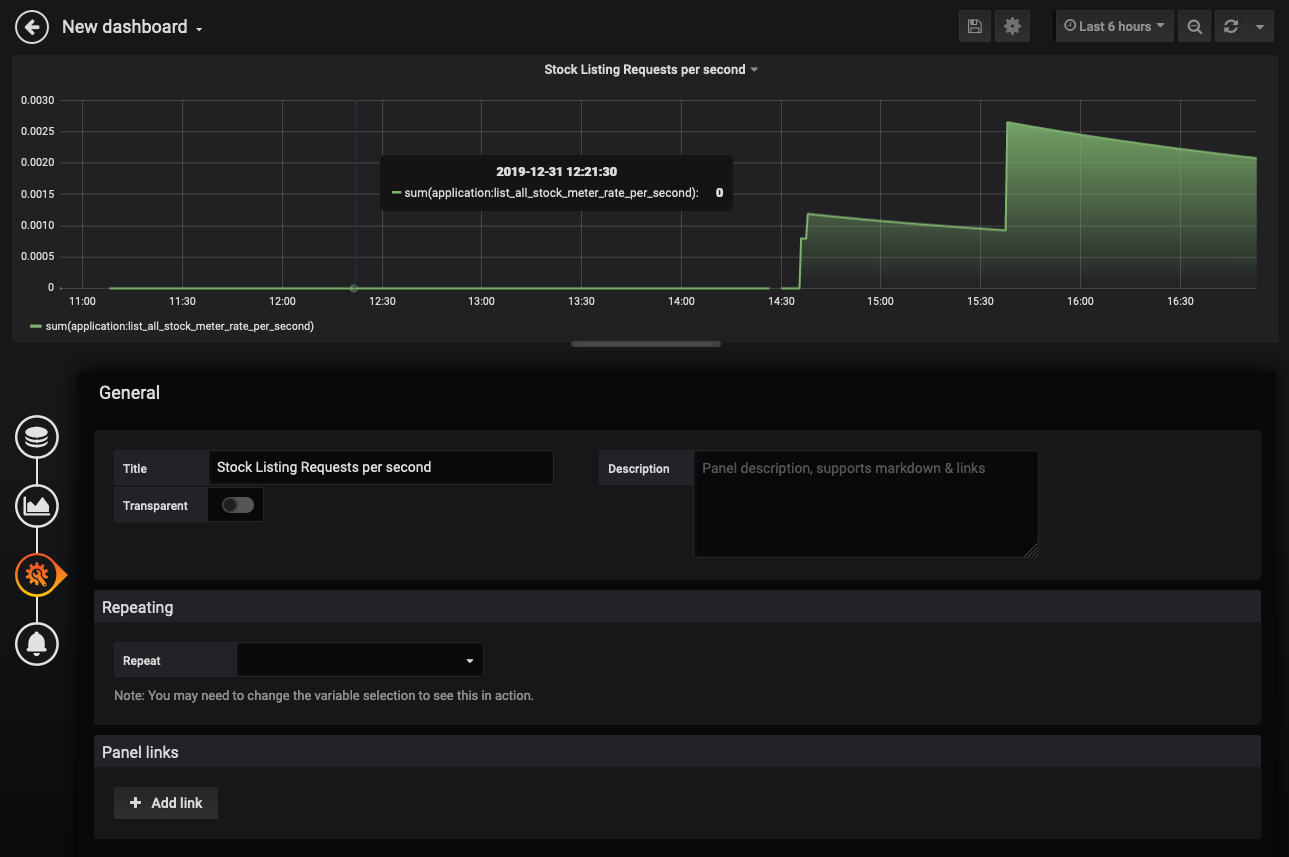 New dashboard
Last 6 hours
Stock Listing Requests per second
0.0030
0.0025
0.0020
0.0015
0.0010
0.0005
0
2019-12-31 12:21:30
sum(application:list_all_stock_meter_rate_per_second): 0
11:00 11:30 12:00 12:30 13:00 13:30 14:00 14:30 15:00 15:30 16:00 16:30
sum(application:list_all_stock_meter_rate_per_second)
General
Title Stock Listing Requests per second
Description Panel description, supports markdown & links
Transparent
Repeating
Repeat
Note: You may need to change the variable selection to see this in action.
Panel links
+ Add link